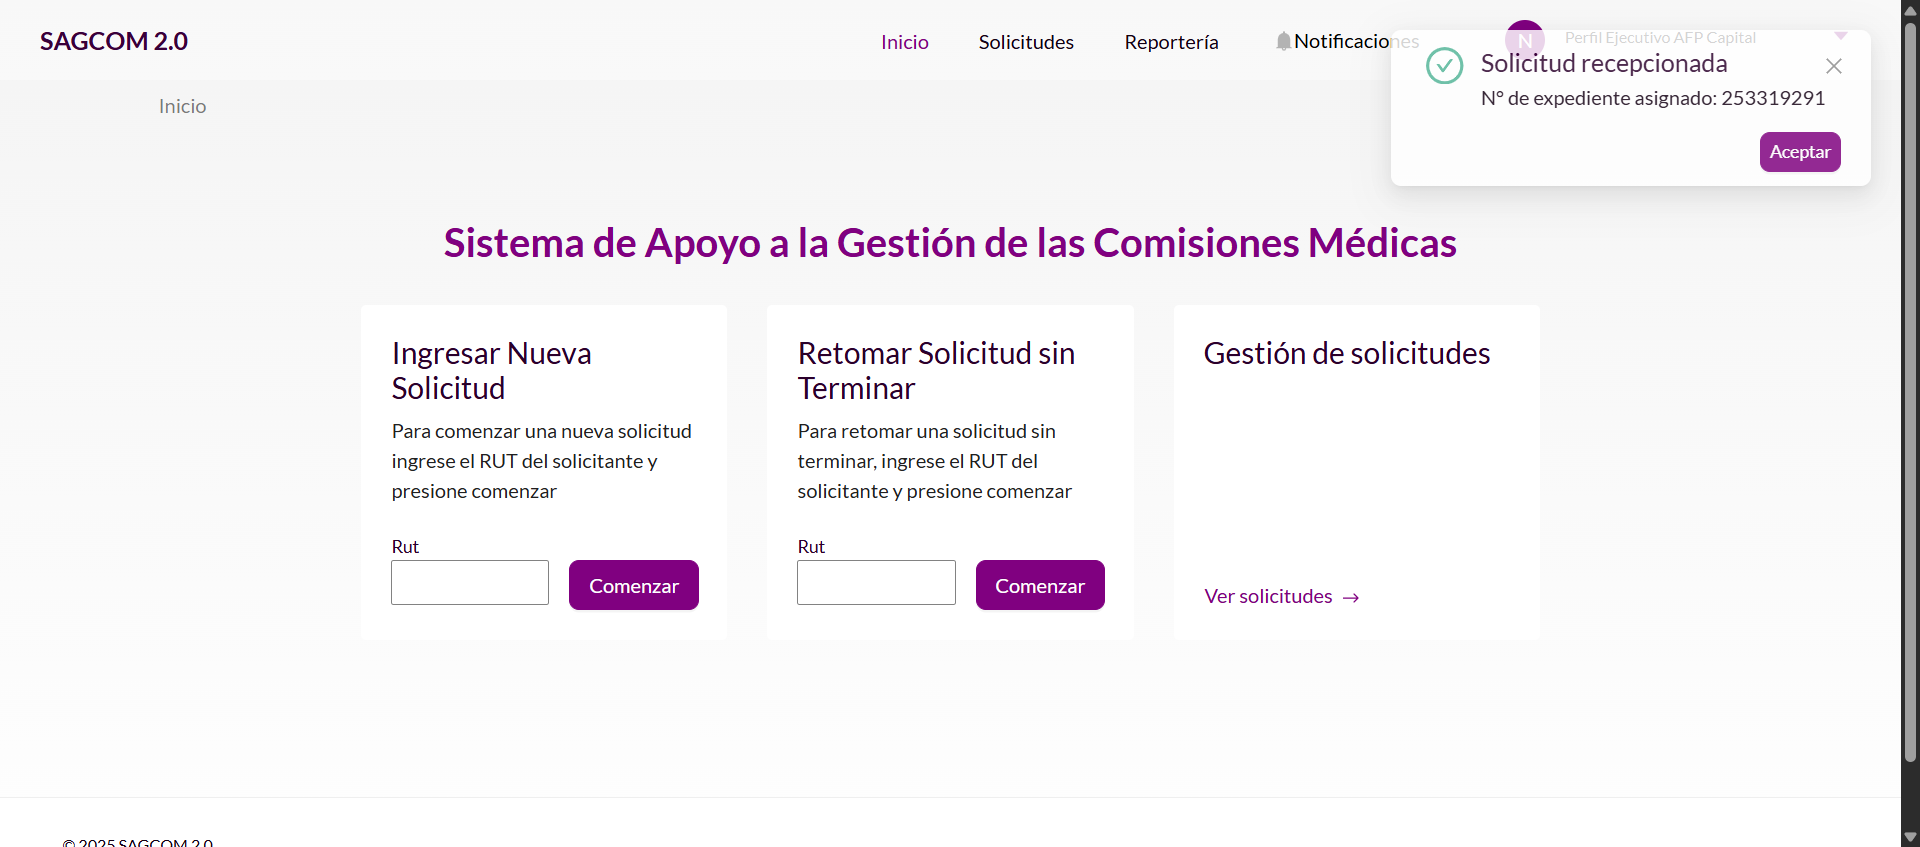 SAGCOM 2.0
Inicio
Solicitudes
Reportería
Notificaciones
N
Perfil Ejecutivo AFP Capital
Solicitud recepcionada
N° de expediente asignado: 253319291
Aceptar
Inicio
Sistema de Apoyo a la Gestión de las Comisiones Médicas
Ingresar Nueva
Solicitud
Para comenzar una nueva solicitud
ingrese el RUT del solicitante y
presione comenzar
Rut
Comenzar
Retomar Solicitud sin
Terminar
Para retomar una solicitud sin
terminar, ingrese el RUT del
solicitante y presione comenzar
Rut
Comenzar
Gestión de solicitudes
Ver solicitudes →
© 2025 SAGCOM 2.0